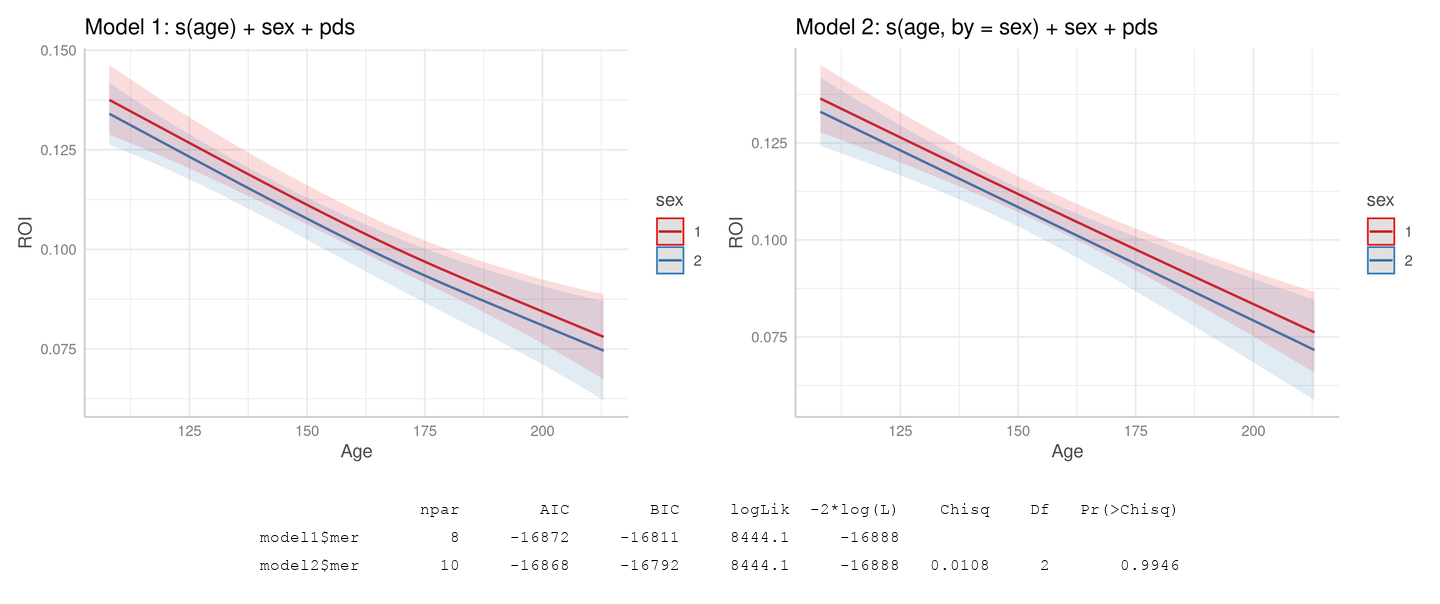 Model 1: s(age) + sex + pds
0.150
0.125
0.100
0.075
ROI
125 150 175 200
Age
sex
1
2
Model 2: s(age, by = sex) + sex + pds
0.125
0.100
0.075
ROI
125 150 175 200
Age
sex
1
2
npar AIC BIC logLik -2*log(L) Chisq Df Pr(>Chisq)
model1$mer 8 -16872 -16811 8444.1 -16888
model2$mer 10 -16868 -16792 8444.1 -16888 0.0108 2 0.9946